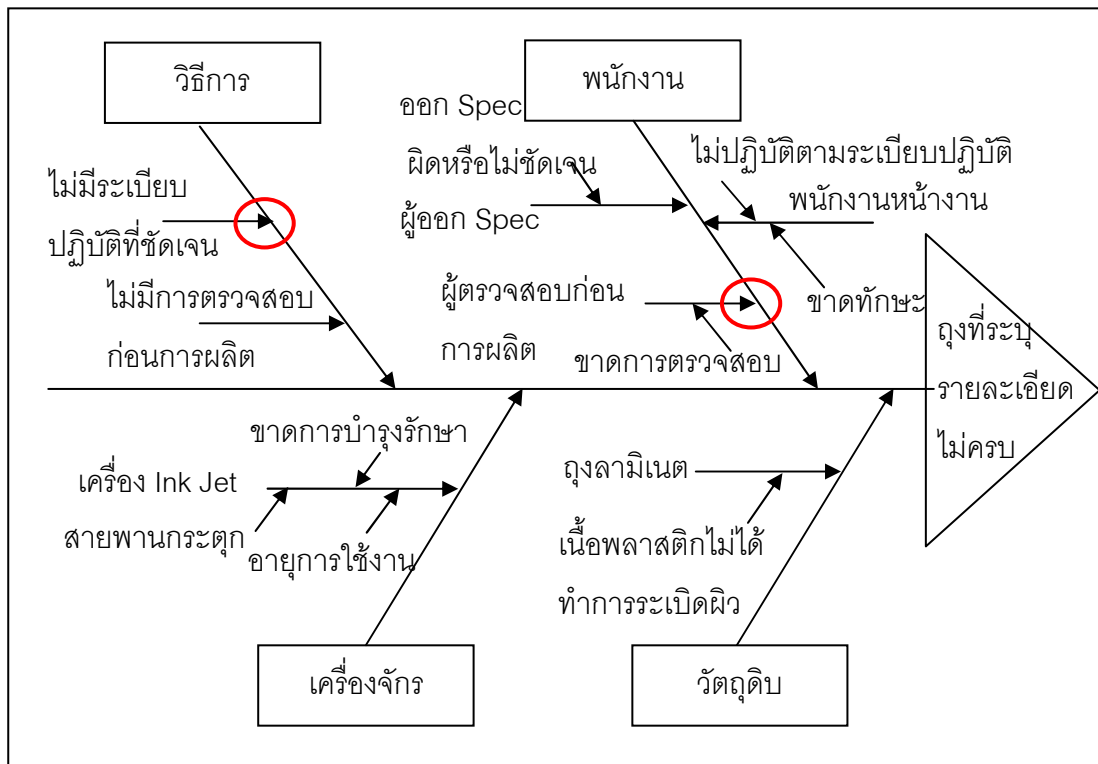 วิธีการ
พนักงาน
ออก Spec
ผิดหรือไม่ชัดเจน
ผู้ออก Spec
ไม่ปฏิบัติตามระเบียบปฏิบัติ
พนักงานหน้างาน
ขาดทักษะ
ไม่มีระเบียบ
ปฏิบัติที่ชัดเจน
ไม่มีการตรวจสอบ
ก่อนการผลิต
ผู้ตรวจสอบก่อน
การผลิต
ขาดการตรวจสอบ
ถุงที่ระบุ
รายละเอียด
ไม่ครบ
ขาดการบำรุงรักษา
เครื่อง Ink Jet
สายพานกระตุก
อายุการใช้งาน
ถุงลามิเนต
เนื้อพลาสติกไม่ได้
ทำการระเบิดผิว
เครื่องจักร
วัตถุดิบ